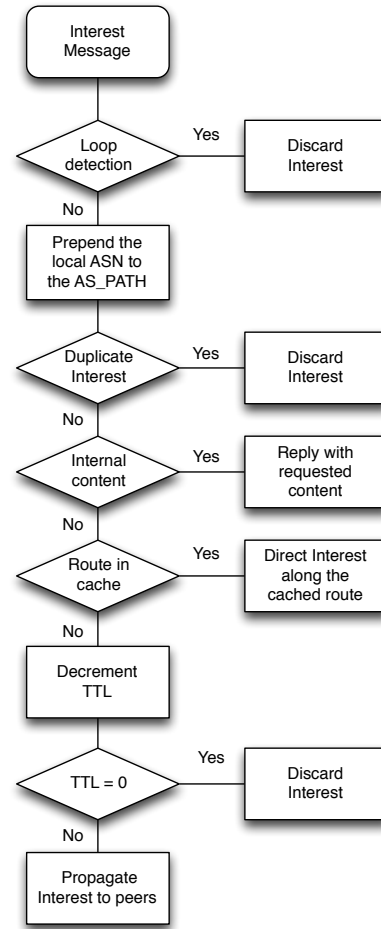 Interest
Message
Loop
detection
Yes
Discard
Interest
No
Prepend the
local ASN to
the AS_PATH
Duplicate
Interest
Yes
Discard
Interest
No
Internal
content
Yes
Reply with
requested
content
No
Route in
cache
Yes
Direct Interest
along the
cached route
No
Decrement
TTL
TTL = 0
Yes
Discard
Interest
No
Propagate
Interest to peers